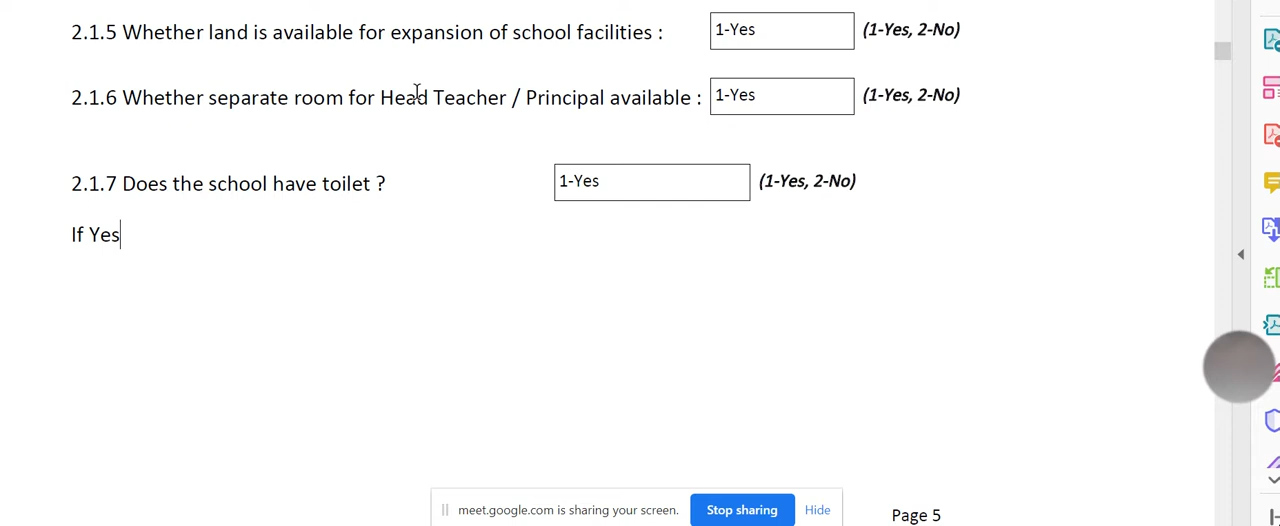 2.1.5 Whether land is available for expansion of school facilities : 1-Yes (1-Yes, 2-No)
2.1.6 Whether separate room for Head Teacher / Principal available : 1-Yes (1-Yes, 2-No)
2.1.7 Does the school have toilet ? 1-Yes (1-Yes, 2-No)
If Yes
meet.google.com is sharing your screen. Stop sharing Hide
Page 5